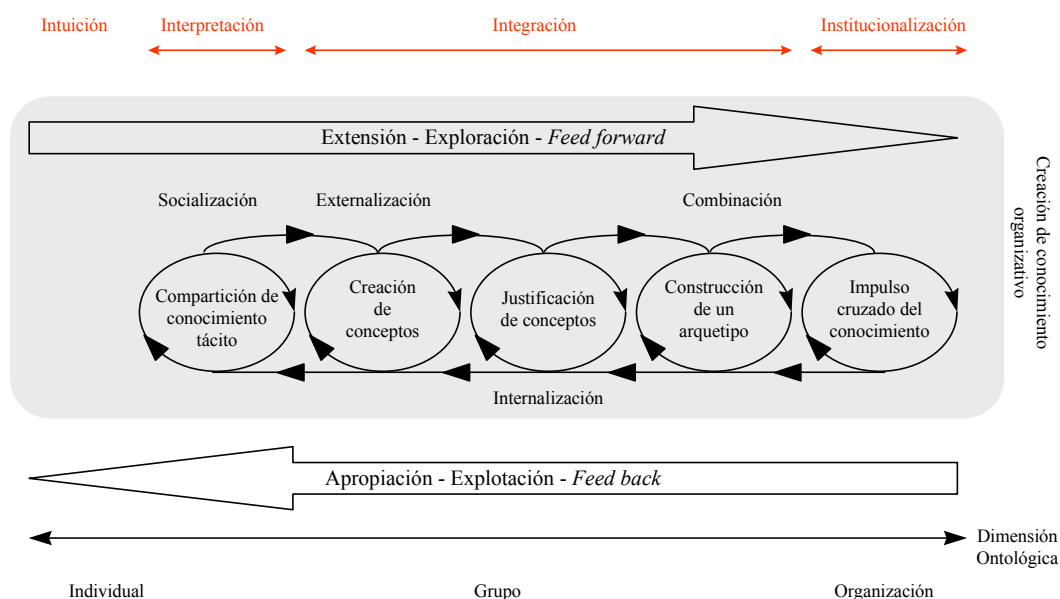 Intuición
Interpretación
Integración
Institucionalización
Extensión - Exploración - Feed forward
Creación de conocimiento
organizativo
Socialización
Externalización
Combinación
Compartición de
conocimiento
tácito
Creación
de
conceptos
Justificación
de conceptos
Construcción
de un
arquetipo
Impulso
cruzado del
conocimiento
Internalización
Apropiación - Explotación - Feed back
Dimensión
Ontológica
Individual
Grupo
Organización